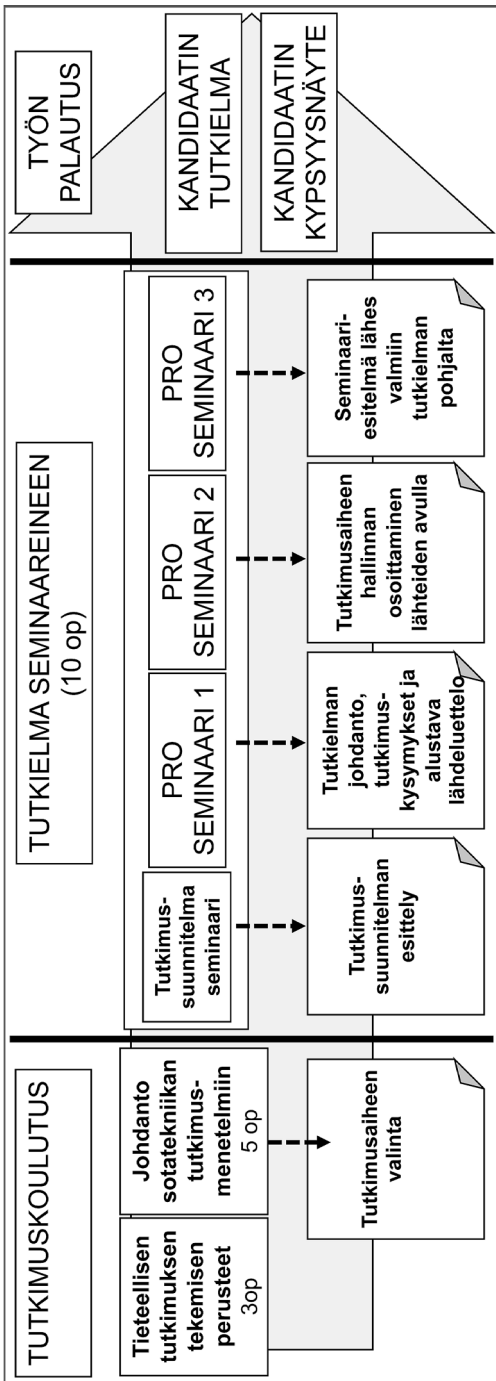 TUTKIMUSKOULUTUS
Tieteellisen
tutkimuksen
tekemisen
perusteet
3op
Johdanto
sotatekniikan
tutkimus-
menetelmiin
5 op
Tutkimusaiheen
valinta
TUTKIELMA SEMINAAREINEEN
(10 op)
Tutkimus-
suunnitelma
seminaari
PRO
SEMINAARI 1
PRO
SEMINAARI 2
PRO
SEMINAARI 3
Tutkimus-
suunnitelman
esittely
Tutkielman
johdanto,
tutkimus-
kysymykset ja
alustava
lähdeluettelo
Tutkimusaiheen
hallinnan
osoittaminen
lähteiden avulla
Seminaari-
esitelmä lähes
valmiin
tutkielman
pohjalta
TYÖN
PALAUTUS
KANDIDAATIN
TUTKIELMA
KANDIDAATIN
KYPSYYSNÄYTE